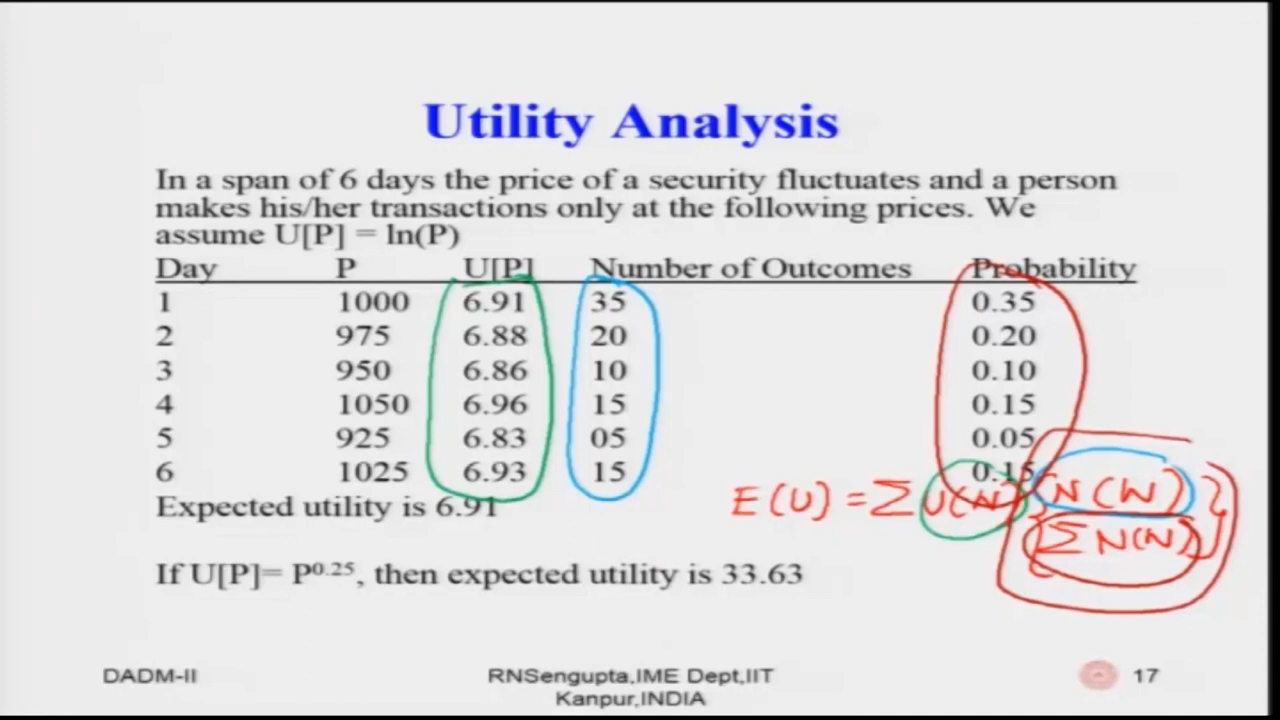 Utility Analysis
In a span of 6 days the price of a security fluctuates and a person
makes his/her transactions only at the following prices. We
assume U[P] = ln(P)
Day P U[P] Number of Outcomes Probability
1 1000 6.91 35 0.35
2 975 6.88 20 0.20
3 950 6.86 10 0.10
4 1050 6.96 15 0.15
5 925 6.83 05 0.05
6 1025 6.93 15 0.15
Expected utility is 6.91
E(U) = Σ U(W) { N(W) / Σ N(W) }
If U[P]= P^0.25, then expected utility is 33.63
DADM-II RNSengupta,IME Dept,IIT 17
Kanpur,INDIA